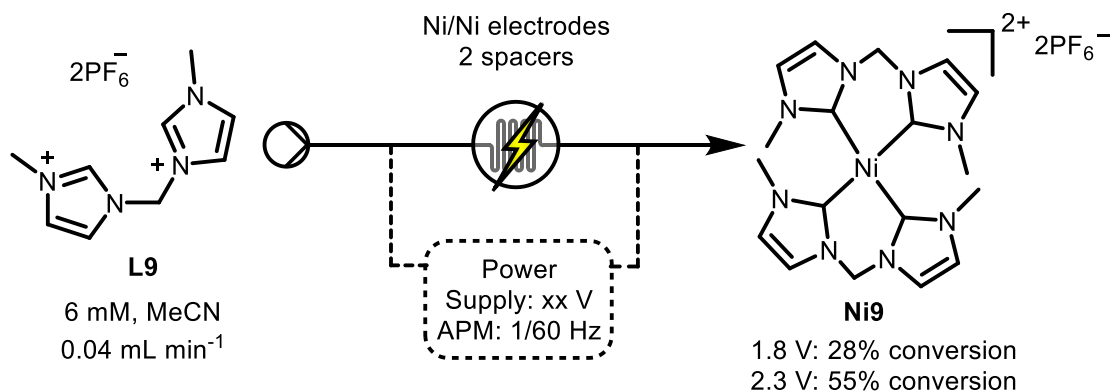 Ni/Ni electrodes
2 spacers
2PF6−
N
N
+
N
+
N
L9
6 mM, MeCN
0.04 mL min-1
Power
Supply: xx V
APM: 1/60 Hz
2+
2PF6−
N
N
N
N
Ni
N
N
N
N
Ni9
1.8 V: 28% conversion
2.3 V: 55% conversion